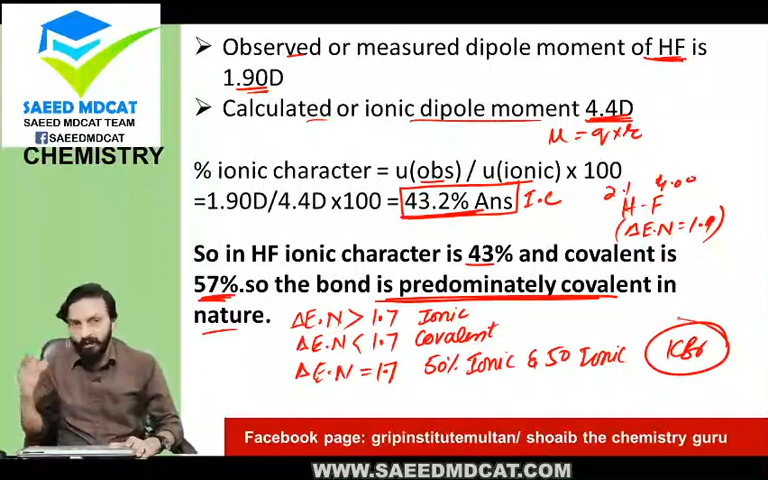 ➤ Observed or measured dipole moment of HF is
1.90D
➤ Calculated or ionic dipole moment 4.4D
SAEED MDCAT
SAEED MDCAT TEAM
SAEEDMDCAT
CHEMISTRY
u = q×r
% ionic character = u(obs) / u(ionic) x 100
=1.90D/4.4D x100 = 43.2% Ans I.C
2.1 4.00
H-F
(ΔE.N=1.9)
So in HF ionic character is 43% and covalent is
57%.so the bond is predominately covalent in
nature.
ΔE.N > 1.7 Ionic
ΔE.N < 1.7 Covalent
ΔE.N = 1.7 50% Ionic & 50 Ionic
KBr
Facebook page: gripinstitutemultan/ shoaib the chemistry guru
WWW.SAEEDMDCAT.COM